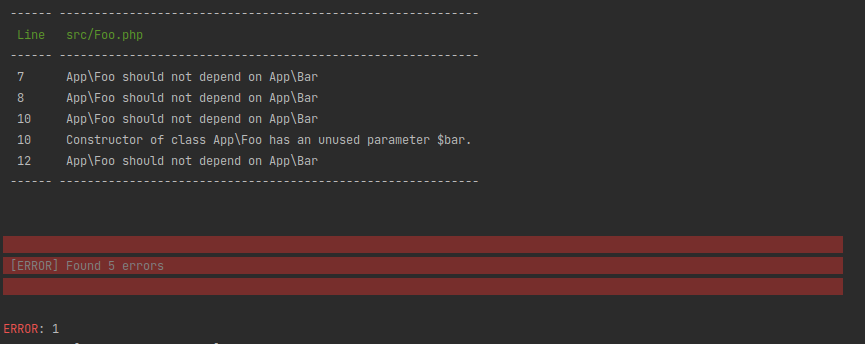 ------ ------------------------------------------------------------
Line   src/Foo.php
------ ------------------------------------------------------------
7      App\Foo should not depend on App\Bar
8      App\Foo should not depend on App\Bar
10     App\Foo should not depend on App\Bar
10     Constructor of class App\Foo has an unused parameter $bar.
12     App\Foo should not depend on App\Bar
------ ------------------------------------------------------------
[ERROR] Found 5 errors
ERROR: 1